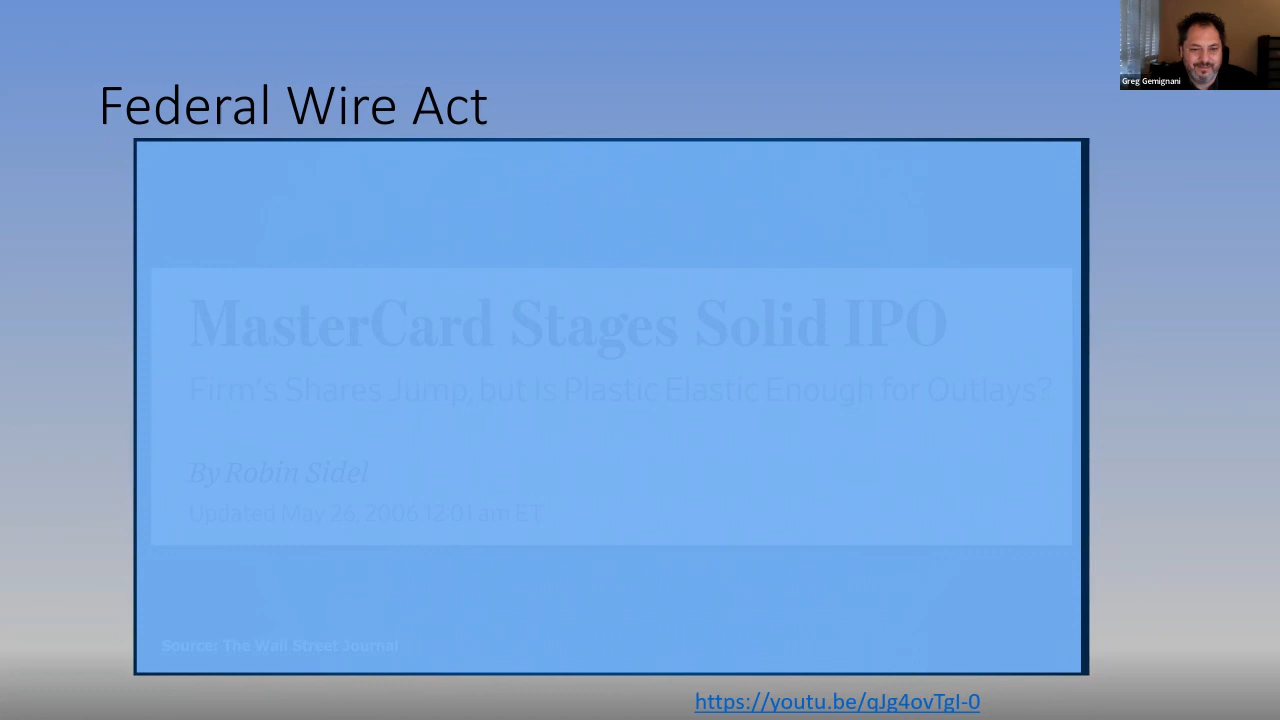 Federal Wire Act
Greg Gemignani
MasterCard Stages Solid IPO
Firm's Shares Jump, but Is Plastic Elastic Enough for Outlays?
By Robin Sidel
Updated May 26, 2006 12:01 am ET
Source: The Wall Street Journal
https://youtu.be/qJg4ovTgI-0